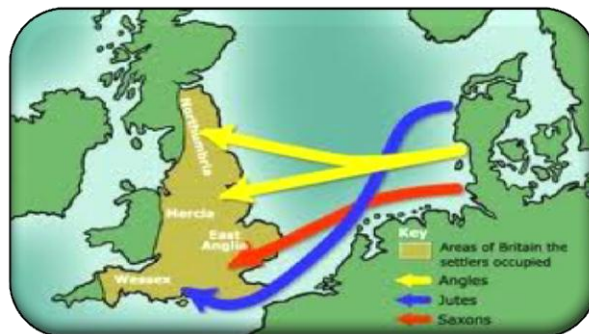 Northumbria
Mercia
East
Anglia
Wessex
Key
Areas of Britain the
settlers occupied
Angles
Jutes
Saxons